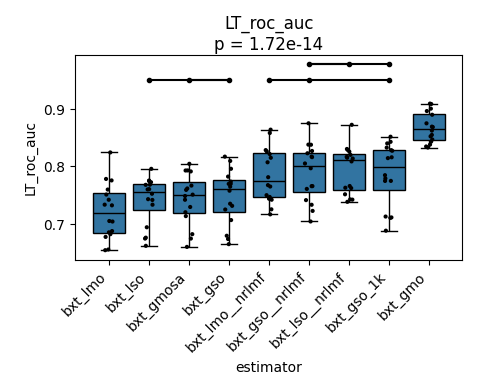 LT_roc_auc
p = 1.72e-14
LT_roc_auc
0.9
0.8
0.7
bxt_lmo
bxt_lso
bxt_gmosa
bxt_gso
bxt_lmo__nrlmf
bxt_gso__nrlmf
bxt_lso__nrlmf
bxt_gso_1k
bxt_gmo
estimator